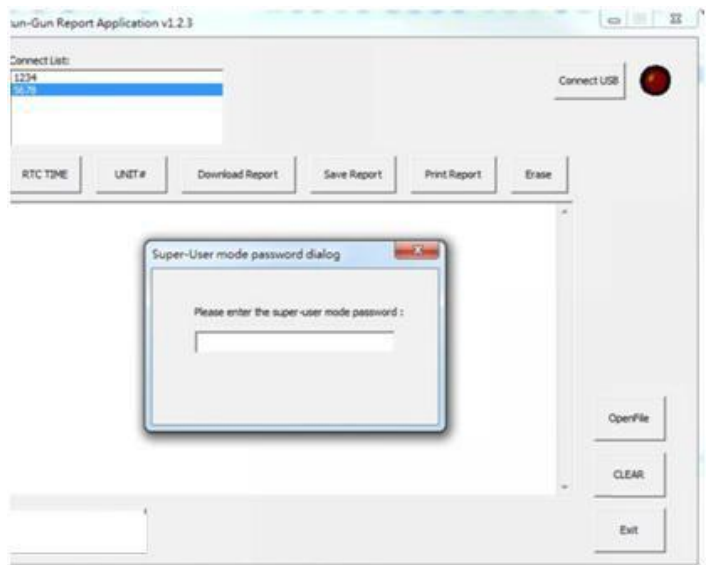 un-Gun Report Application v1.2.3
Connect List:
1234
5678
Connect USB
RTC TIME
UNIT#
Download Report
Save Report
Print Report
Erase
Super-User mode password dialog
Please enter the super-user mode password :
OpenFile
CLEAR
Exit